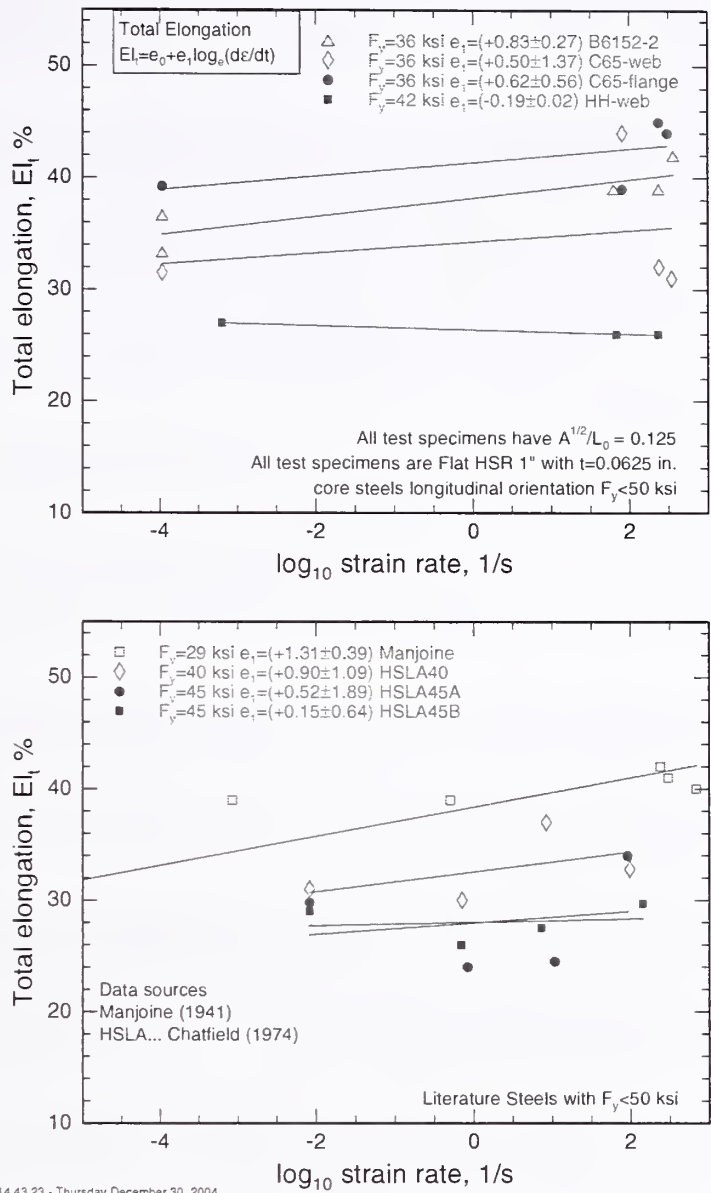 Total Elongation
El_t=e_0+e_1log_e(dε/dt)
F_y=36 ksi e_1=(+0.83±0.27) B6152-2
F_y=36 ksi e_1=(+0.50±1.37) C65-web
F_y=36 ksi e_1=(+0.62±0.56) C65-flange
F_y=42 ksi e_1=(-0.19±0.02) HH-web
50
40
30
20
10
Total elongation, El_t %
All test specimens have A^1/2/L_0 = 0.125
All test specimens are Flat HSR 1" with t=0.0625 in.
core steels longitudinal orientation F_y<50 ksi
-4 -2 0 2
log_10 strain rate, 1/s
F_y=29 ksi e_1=(+1.31±0.39) Manjoine
F_y=40 ksi e_1=(+0.90±1.09) HSLA40
F_y=45 ksi e_1=(+0.52±1.89) HSLA45A
F_y=45 ksi e_1=(+0.15±0.64) HSLA45B
50
40
30
20
10
Total elongation, El_t %
Data sources
Manjoine (1941)
HSLA... Chatfield (1974)
Literature Steels with F_y<50 ksi
-4 -2 0 2
log_10 strain rate, 1/s
Thursday December 30, 2004